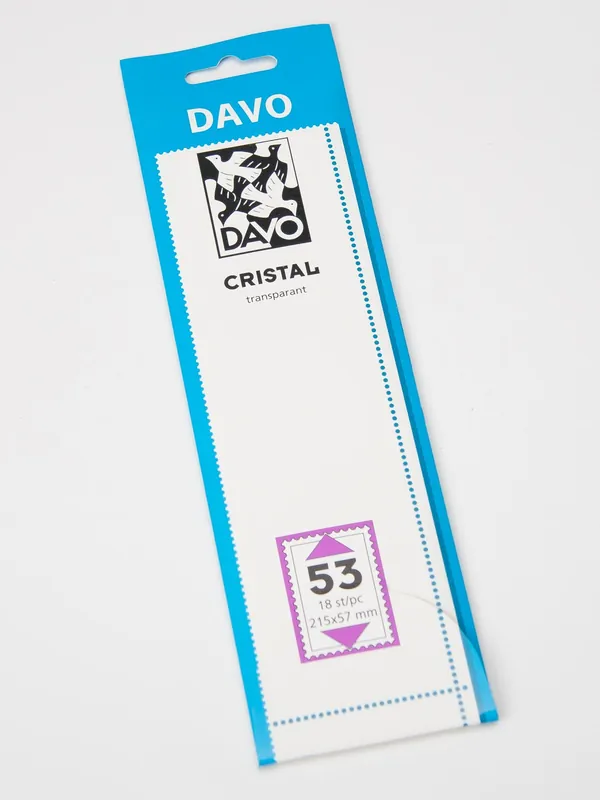 DAVO
DAVO
CRISTAL
transparant
53
18 st/pc
215x57 mm